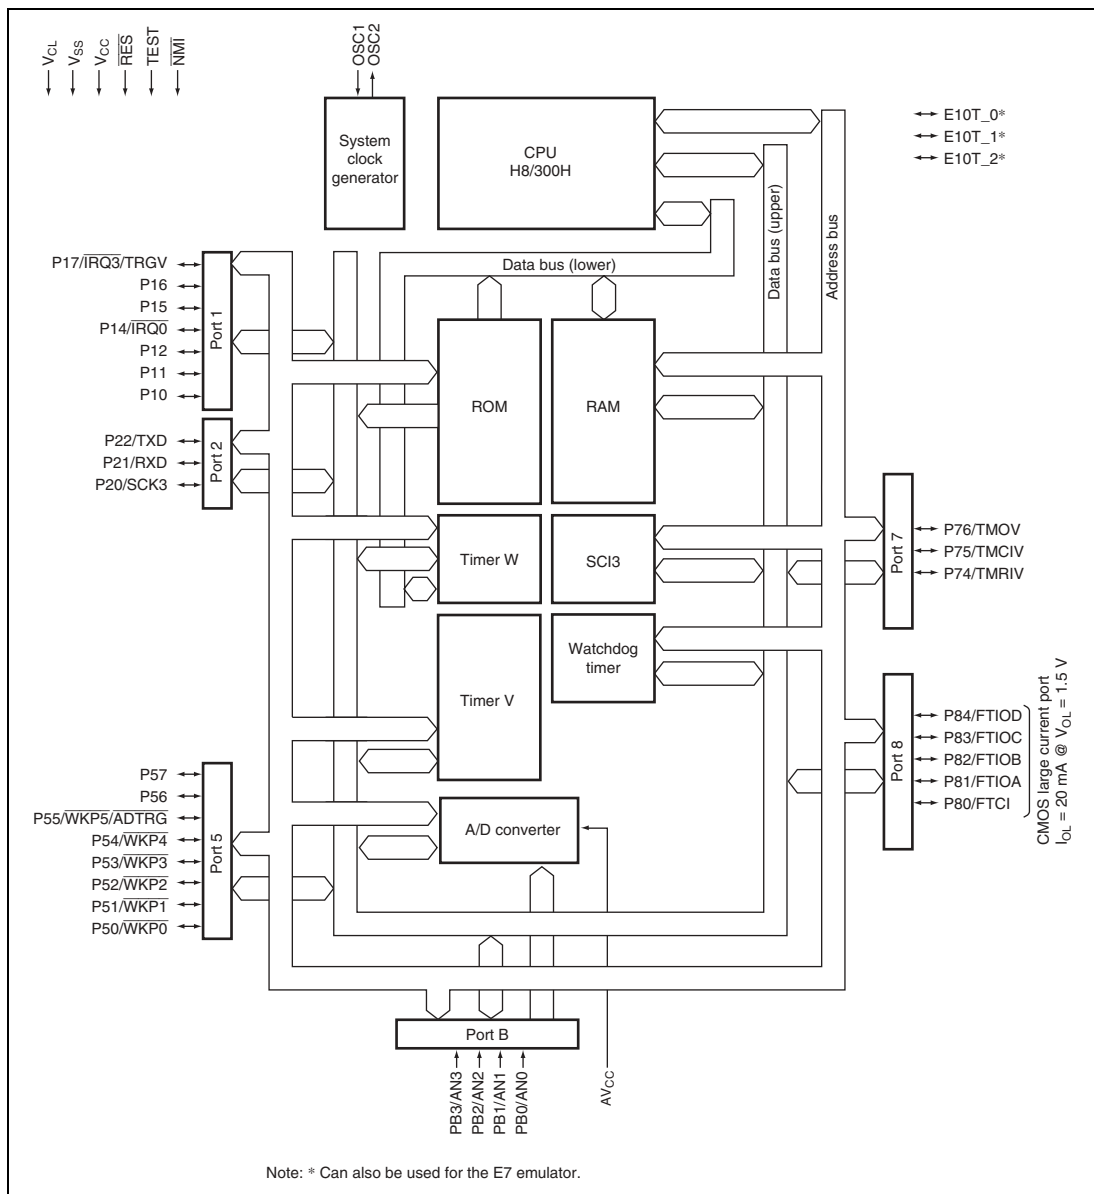 VCL
VSS
VCC
RES
TEST
NMI
OSC1
OSC2
System
clock
generator
CPU
H8/300H
E10T_0*
E10T_1*
E10T_2*
Data bus (lower)
Data bus (upper)
Address bus
P17/IRQ3/TRGV
P16
P15
P14/IRQ0
P12
P11
P10
Port 1
P22/TXD
P21/RXD
P20/SCK3
Port 2
ROM
RAM
Timer W
SCI3
Timer V
Watchdog
timer
A/D converter
P76/TMOV
P75/TMCIV
P74/TMRIV
Port 7
P84/FTIOD
P83/FTIOC
P82/FTIOB
P81/FTIOA
P80/FTCI
Port 8
CMOS large current port
IOL = 20 mA @ VOL = 1.5 V
P57
P56
P55/WKP5/ADTRG
P54/WKP4
P53/WKP3
P52/WKP2
P51/WKP1
P50/WKP0
Port 5
Port B
PB3/AN3
PB2/AN2
PB1/AN1
PB0/AN0
AVCC
Note: * Can also be used for the E7 emulator.